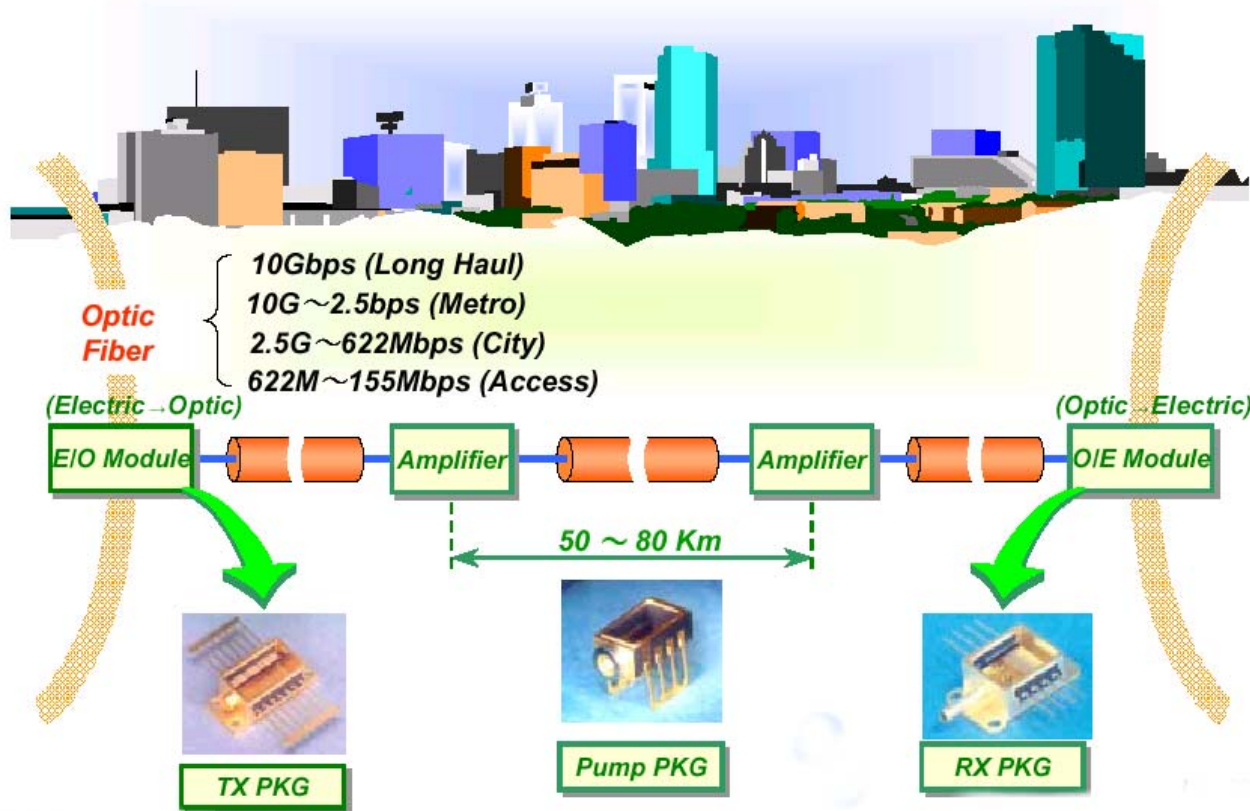 10Gbps (Long Haul)
10G～2.5bps (Metro)
2.5G～622Mbps (City)
622M～155Mbps (Access)
Optic
Fiber
(Electric→Optic)
(Optic→Electric)
E/O Module
Amplifier
Amplifier
O/E Module
50 ～ 80 Km
TX PKG
Pump PKG
RX PKG